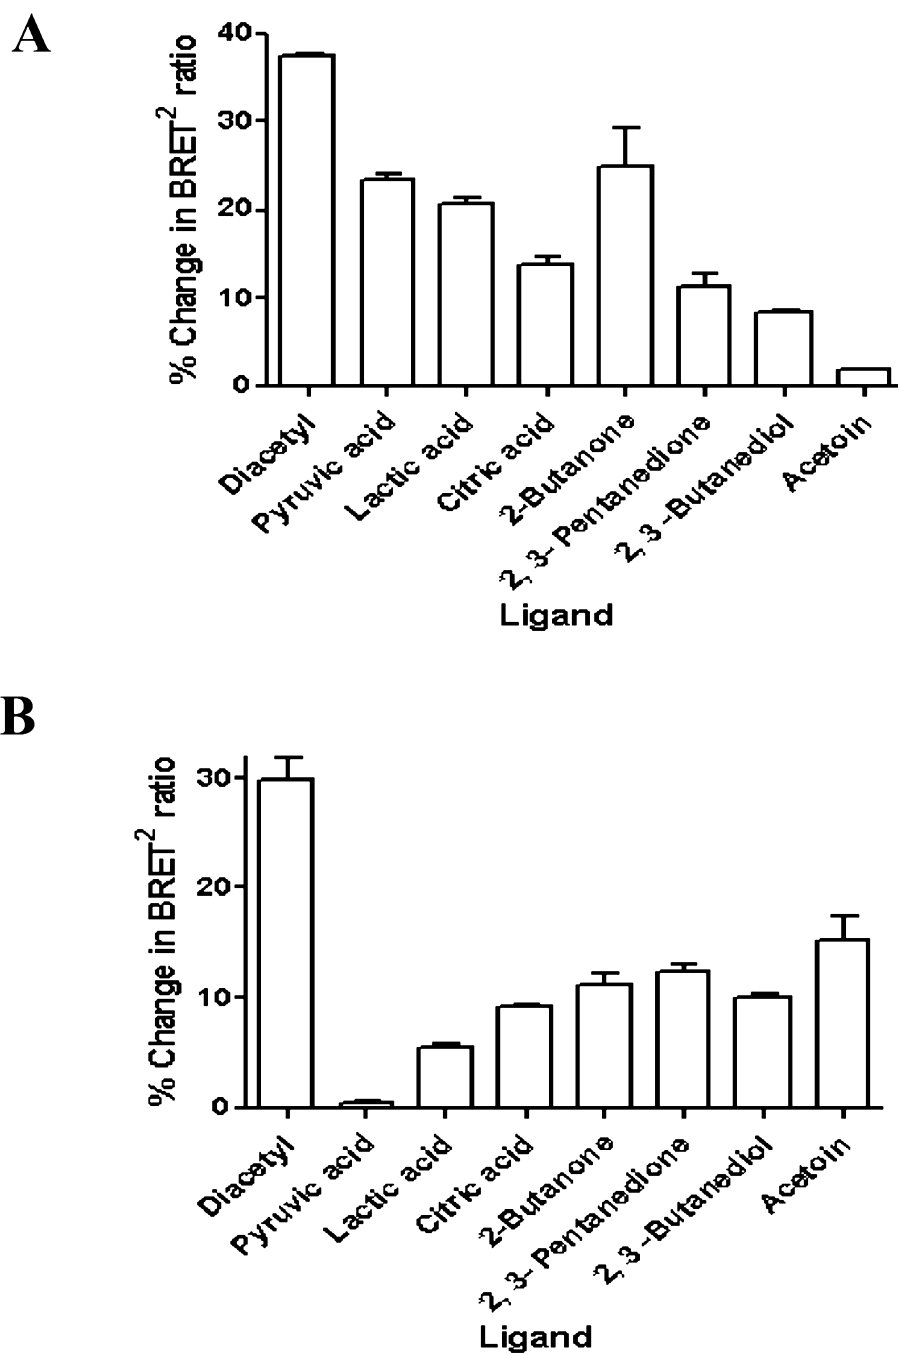 A
% Change in BRET² ratio
40
30
20
10
0
Diacetyl
Pyruvic acid
Lactic acid
Citric acid
2-Butanone
2, 3- Pentanedione
2, 3 -Butanediol
Acetoin
Ligand
B
% Change in BRET² ratio
30
20
10
0
Diacetyl
Pyruvic acid
Lactic acid
Citric acid
2-Butanone
2, 3- Pentanedione
2, 3 -Butanediol
Acetoin
Ligand